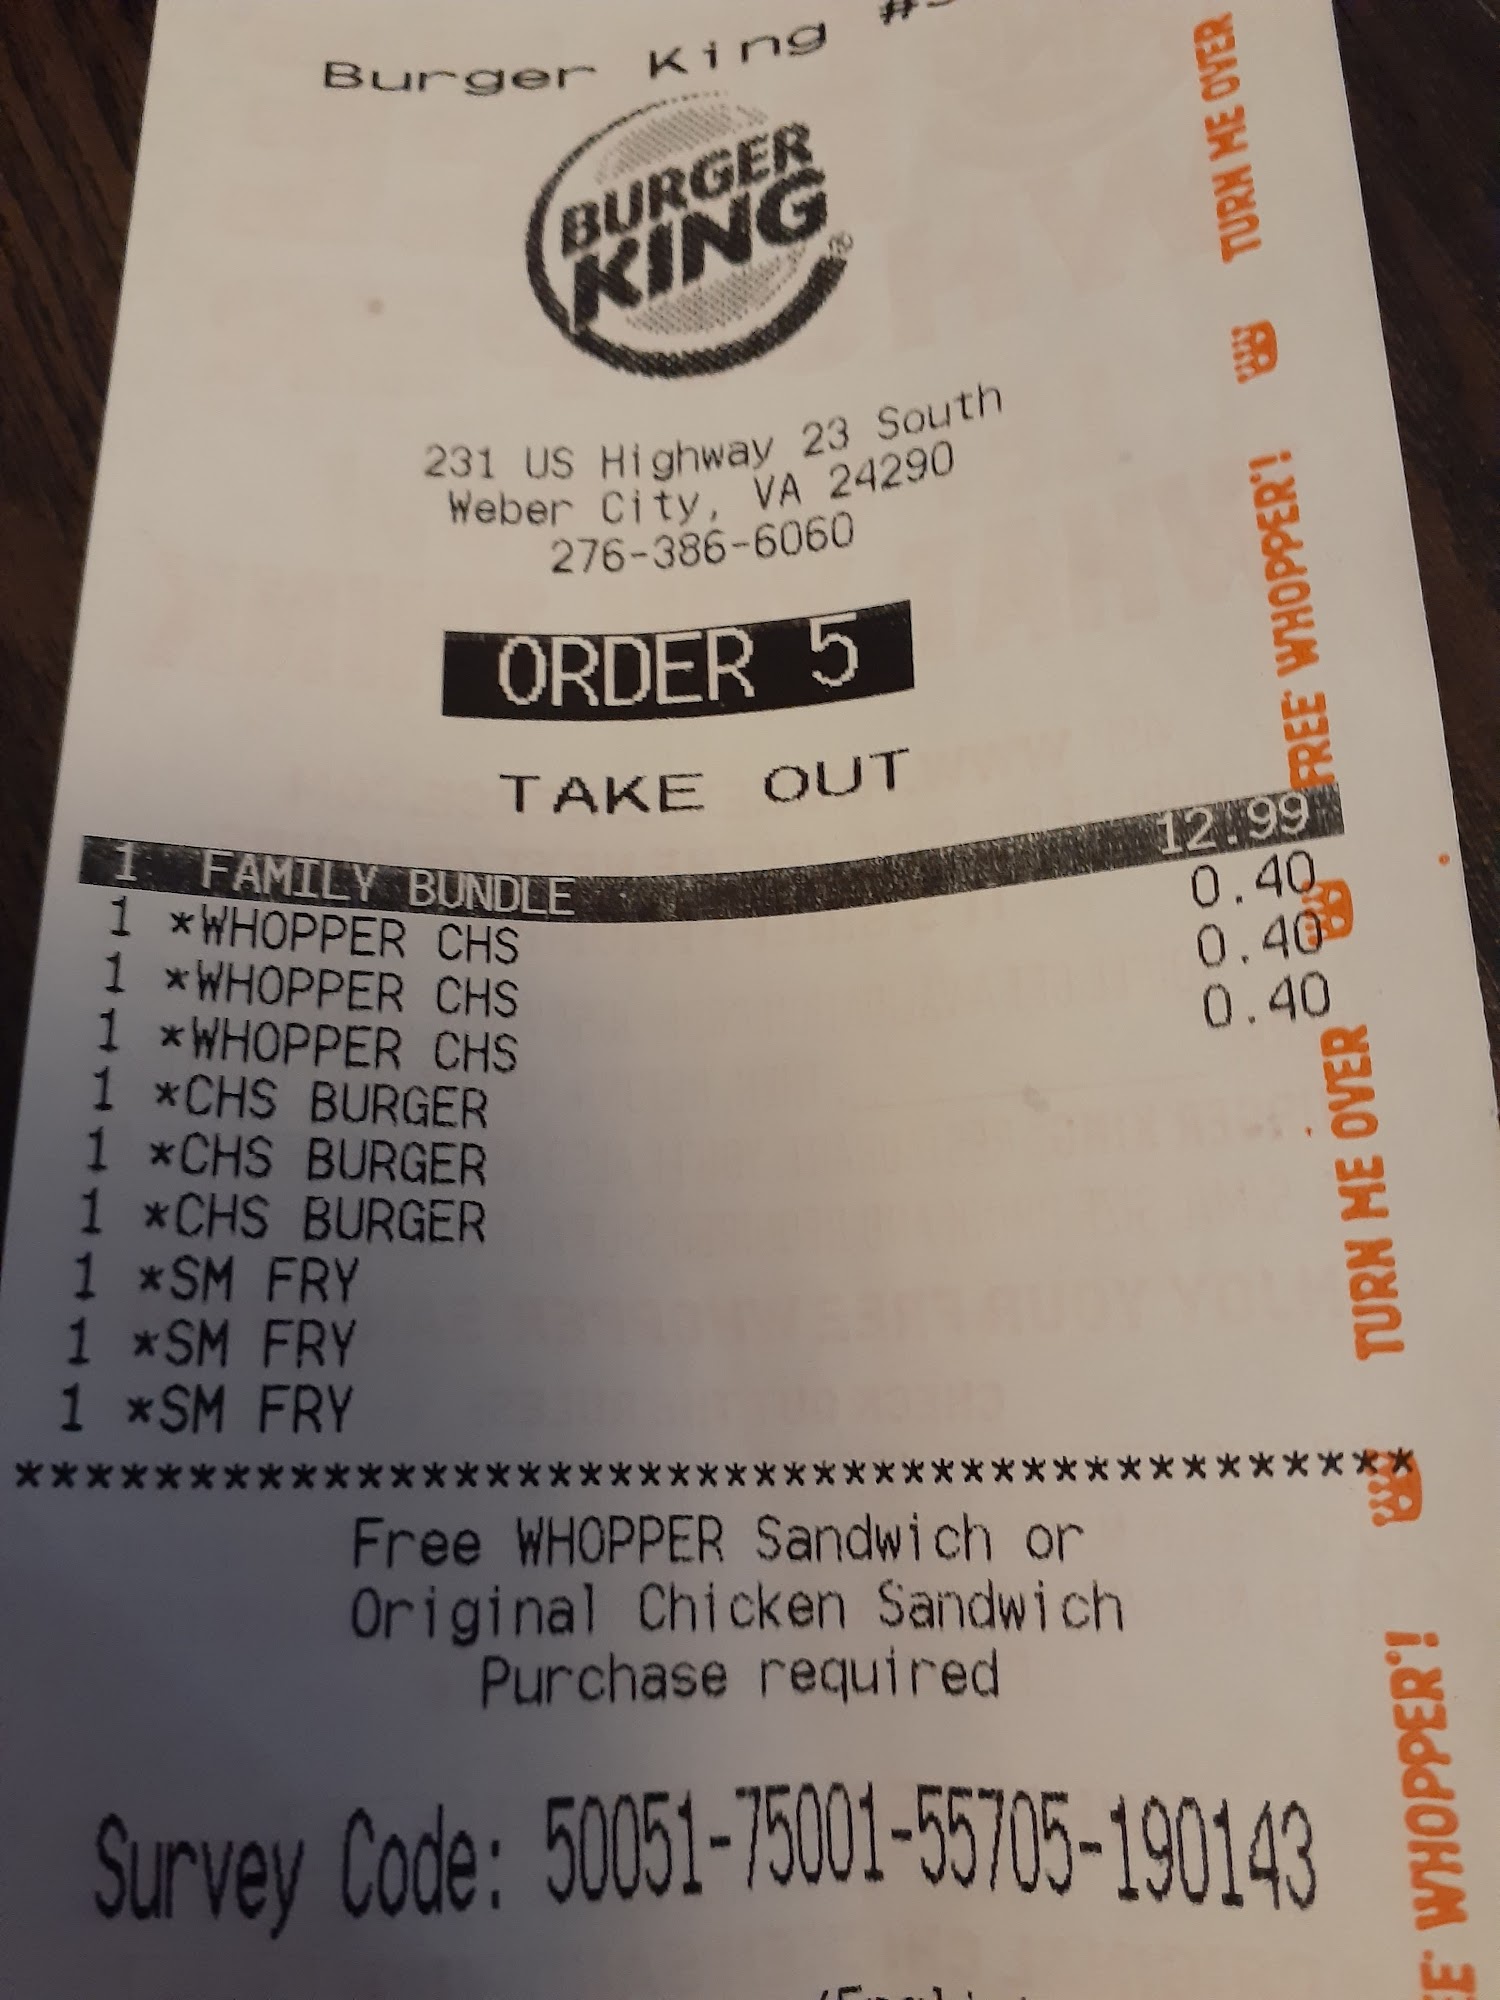 Burger King
BURGER
KING®
231 US Highway 23 South
Weber City, VA 24290
276-386-6060
ORDER 5
TAKE OUT
1 FAMILY BUNDLE 12.99
1 *WHOPPER CHS 0.40
1 *WHOPPER CHS 0.40
1 *WHOPPER CHS 0.40
1 *CHS BURGER
1 *CHS BURGER
1 *CHS BURGER
1 *SM FRY
1 *SM FRY
1 *SM FRY
****************************************
Free WHOPPER Sandwich or
Original Chicken Sandwich
Purchase required
Survey Code: 50051-75001-55705-190143
TURN ME OVER
FREE WHOPPER®!
TURN ME OVER
WHOPPER®!